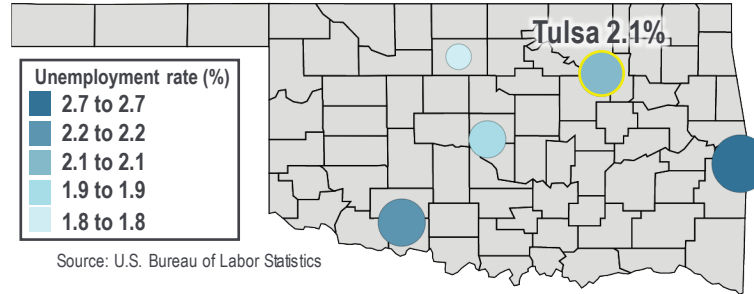 Tulsa 2.1%
Unemployment rate (%)
2.7 to 2.7
2.2 to 2.2
2.1 to 2.1
1.9 to 1.9
1.8 to 1.8
Source: U.S. Bureau of Labor Statistics